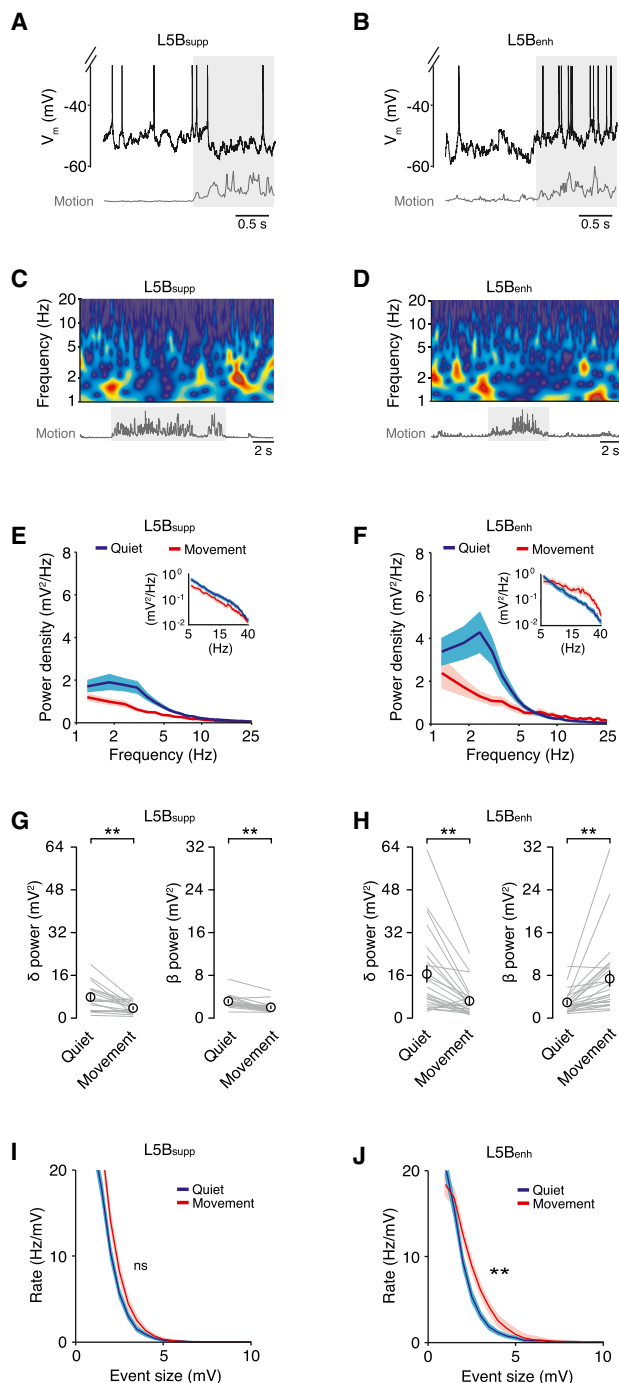 A
L5Bsupp
Vm (mV)
-40
-60
Motion
0.5 s
B
L5Benh
Vm (mV)
-40
-60
Motion
0.5 s
C
L5Bsupp
Frequency (Hz)
20
10
5
2
1
Motion
2 s
D
L5Benh
Frequency (Hz)
20
10
5
2
1
Motion
2 s
E
L5Bsupp
Quiet
Movement
Power density (mV²/Hz)
8
6
4
2
0
1 2 5 10 25
Frequency (Hz)
(mV²/Hz)
10⁰
10⁻¹
10⁻²
5 15 40
(Hz)
F
L5Benh
Quiet
Movement
Power density (mV²/Hz)
8
6
4
2
0
1 2 5 10 25
Frequency (Hz)
(mV²/Hz)
10⁰
10⁻¹
10⁻²
5 15 40
(Hz)
G
L5Bsupp
**
δ power (mV²)
64
48
32
16
0
Quiet
Movement
**
β power (mV²)
32
24
16
8
0
Quiet
Movement
H
L5Benh
**
δ power (mV²)
64
48
32
16
0
Quiet
Movement
**
β power (mV²)
32
24
16
8
0
Quiet
Movement
I
L5Bsupp
Quiet
Movement
ns
Rate (Hz/mV)
20
10
0
0 5 10
Event size (mV)
J
L5Benh
Quiet
Movement
**
Rate (Hz/mV)
20
10
0
0 5 10
Event size (mV)